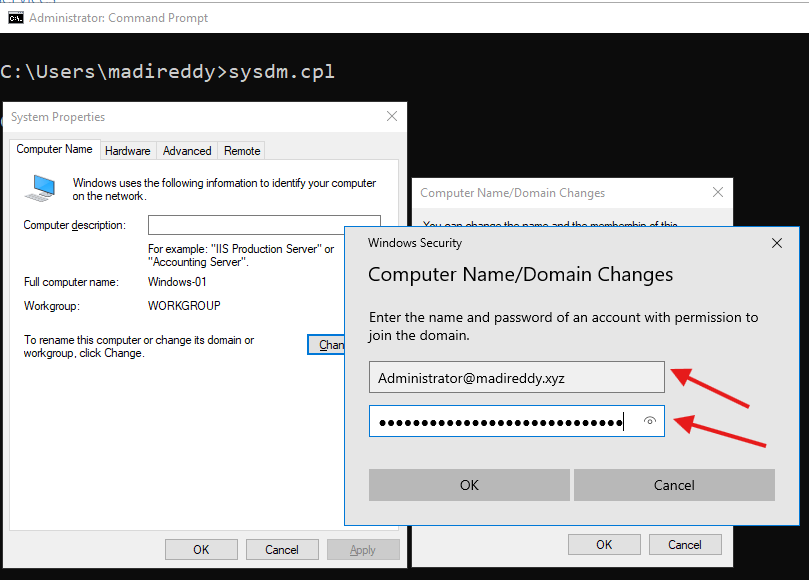 Administrator: Command Prompt
C:\Users\madireddy>sysdm.cpl
System Properties
Computer Name
Hardware
Advanced
Remote
Windows uses the following information to identify your computer
on the network.
Computer description:
For example: "IIS Production Server" or
"Accounting Server".
Full computer name:
Windows-01
Workgroup:
WORKGROUP
To rename this computer or change its domain or
workgroup, click Change.
Chan
OK
Cancel
Apply
Computer Name/Domain Changes
You can change the name and the membership of this
Windows Security
Computer Name/Domain Changes
Enter the name and password of an account with permission to
join the domain.
Administrator@madireddy.xyz
OK
Cancel
OK
Cancel